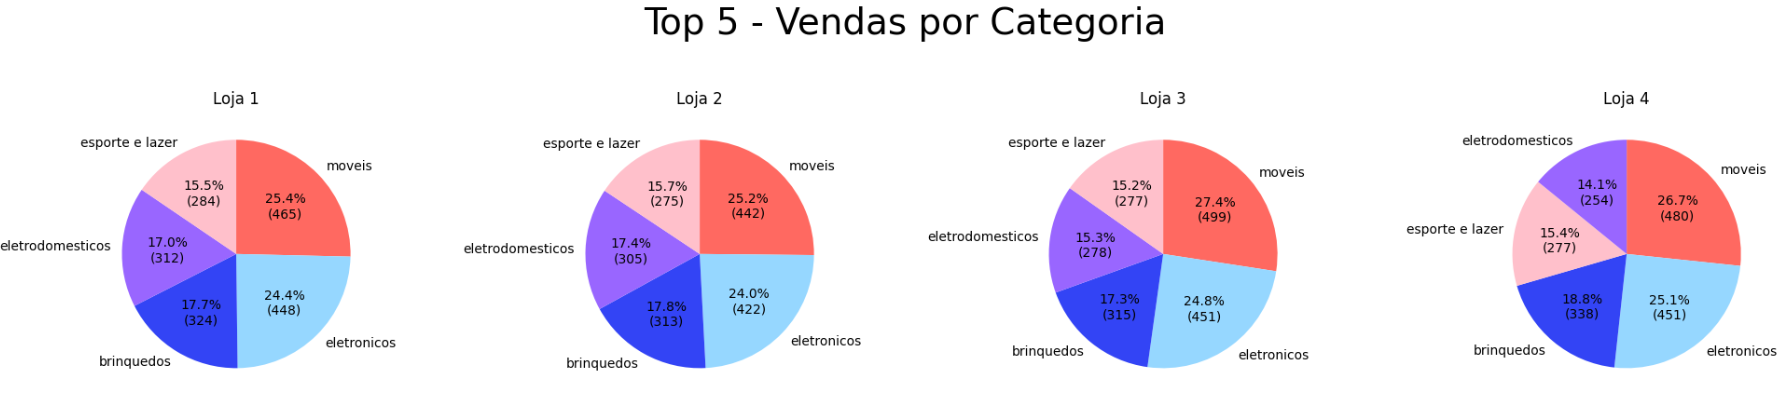 Top 5 - Vendas por Categoria
Loja 1
esporte e lazer
15.5%
(284)
25.4%
(465)
moveis
eletrodomesticos
17.0%
(312)
17.7%
(324)
24.4%
(448)
brinquedos
eletronicos
Loja 2
esporte e lazer
15.7%
(275)
25.2%
(442)
moveis
eletrodomesticos
17.4%
(305)
17.8%
(313)
24.0%
(422)
brinquedos
eletronicos
Loja 3
esporte e lazer
15.2%
(277)
27.4%
(499)
moveis
eletrodomesticos
15.3%
(278)
17.3%
(315)
24.8%
(451)
brinquedos
eletronicos
Loja 4
eletrodomesticos
14.1%
(254)
26.7%
(480)
moveis
esporte e lazer
15.4%
(277)
18.8%
(338)
25.1%
(451)
brinquedos
eletronicos